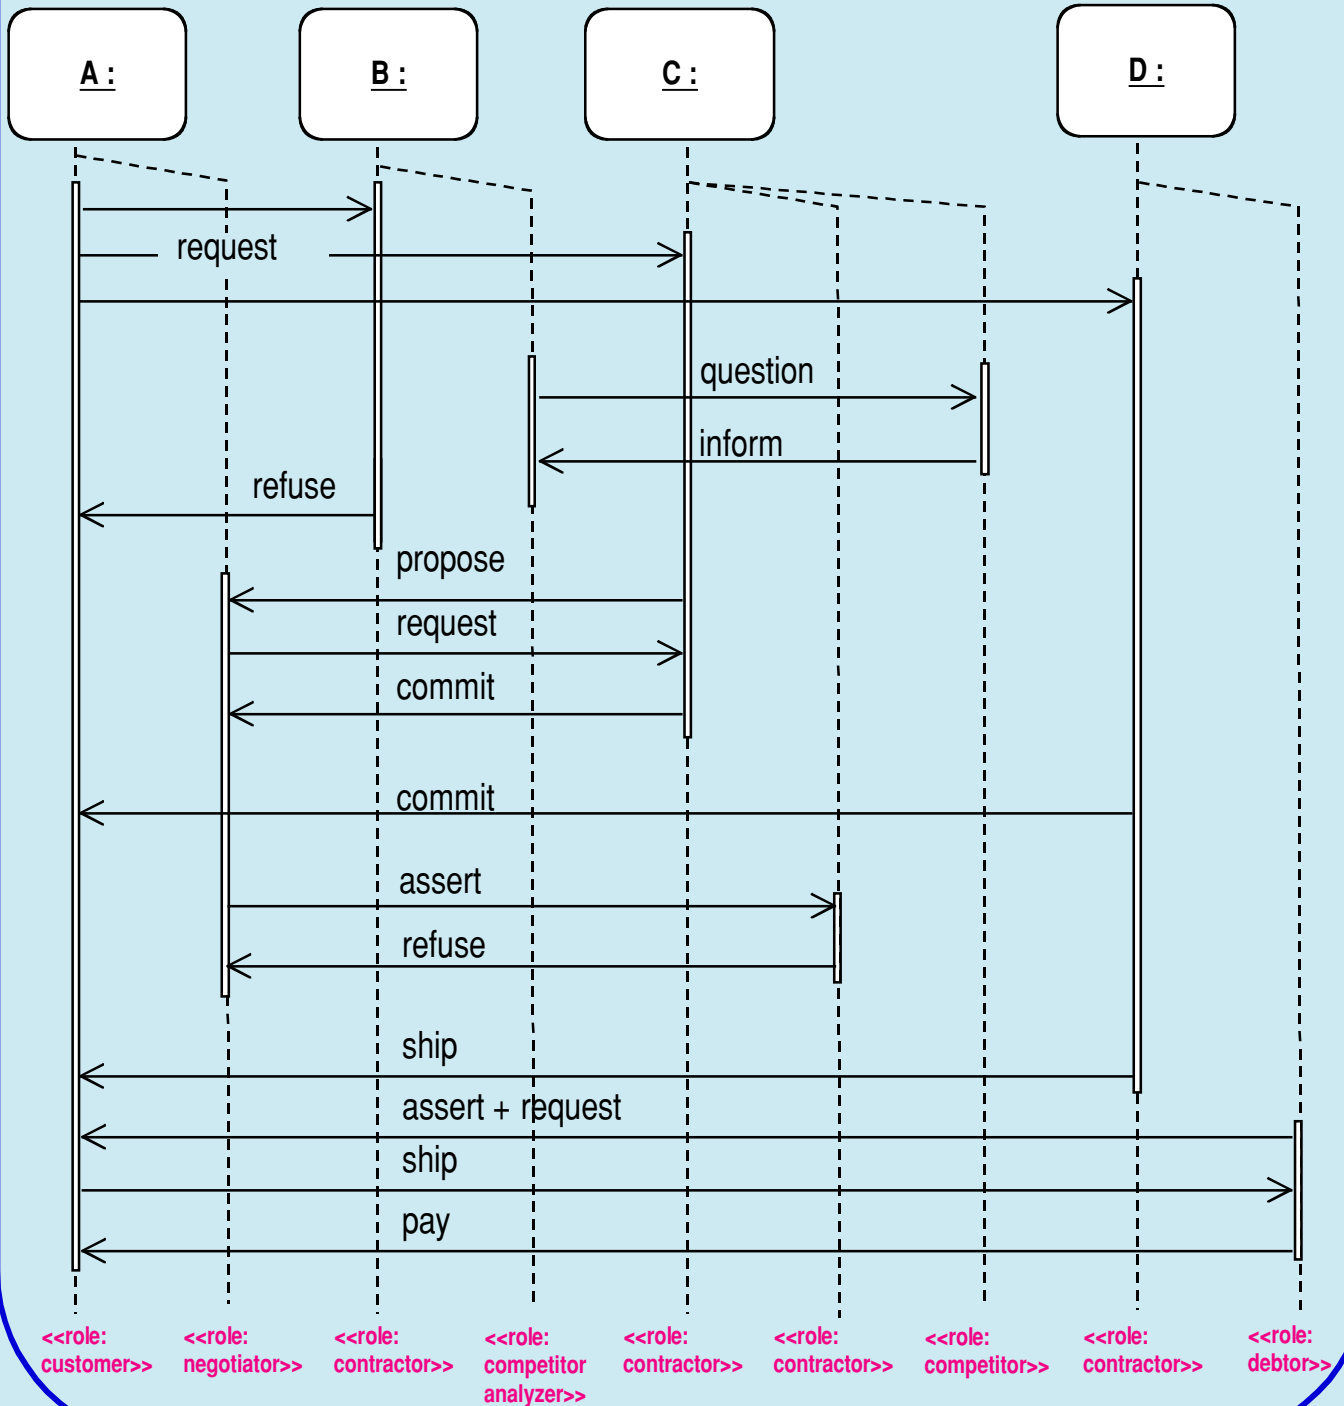 A :
B :
C :
D :
request
question
inform
refuse
propose
request
commit
commit
assert
refuse
ship
assert + request
ship
pay
<<role:
customer>>
<<role:
negotiator>>
<<role:
contractor>>
<<role:
competitor
analyzer>>
<<role:
contractor>>
<<role:
contractor>>
<<role:
competitor>>
<<role:
contractor>>
<<role:
debtor>>